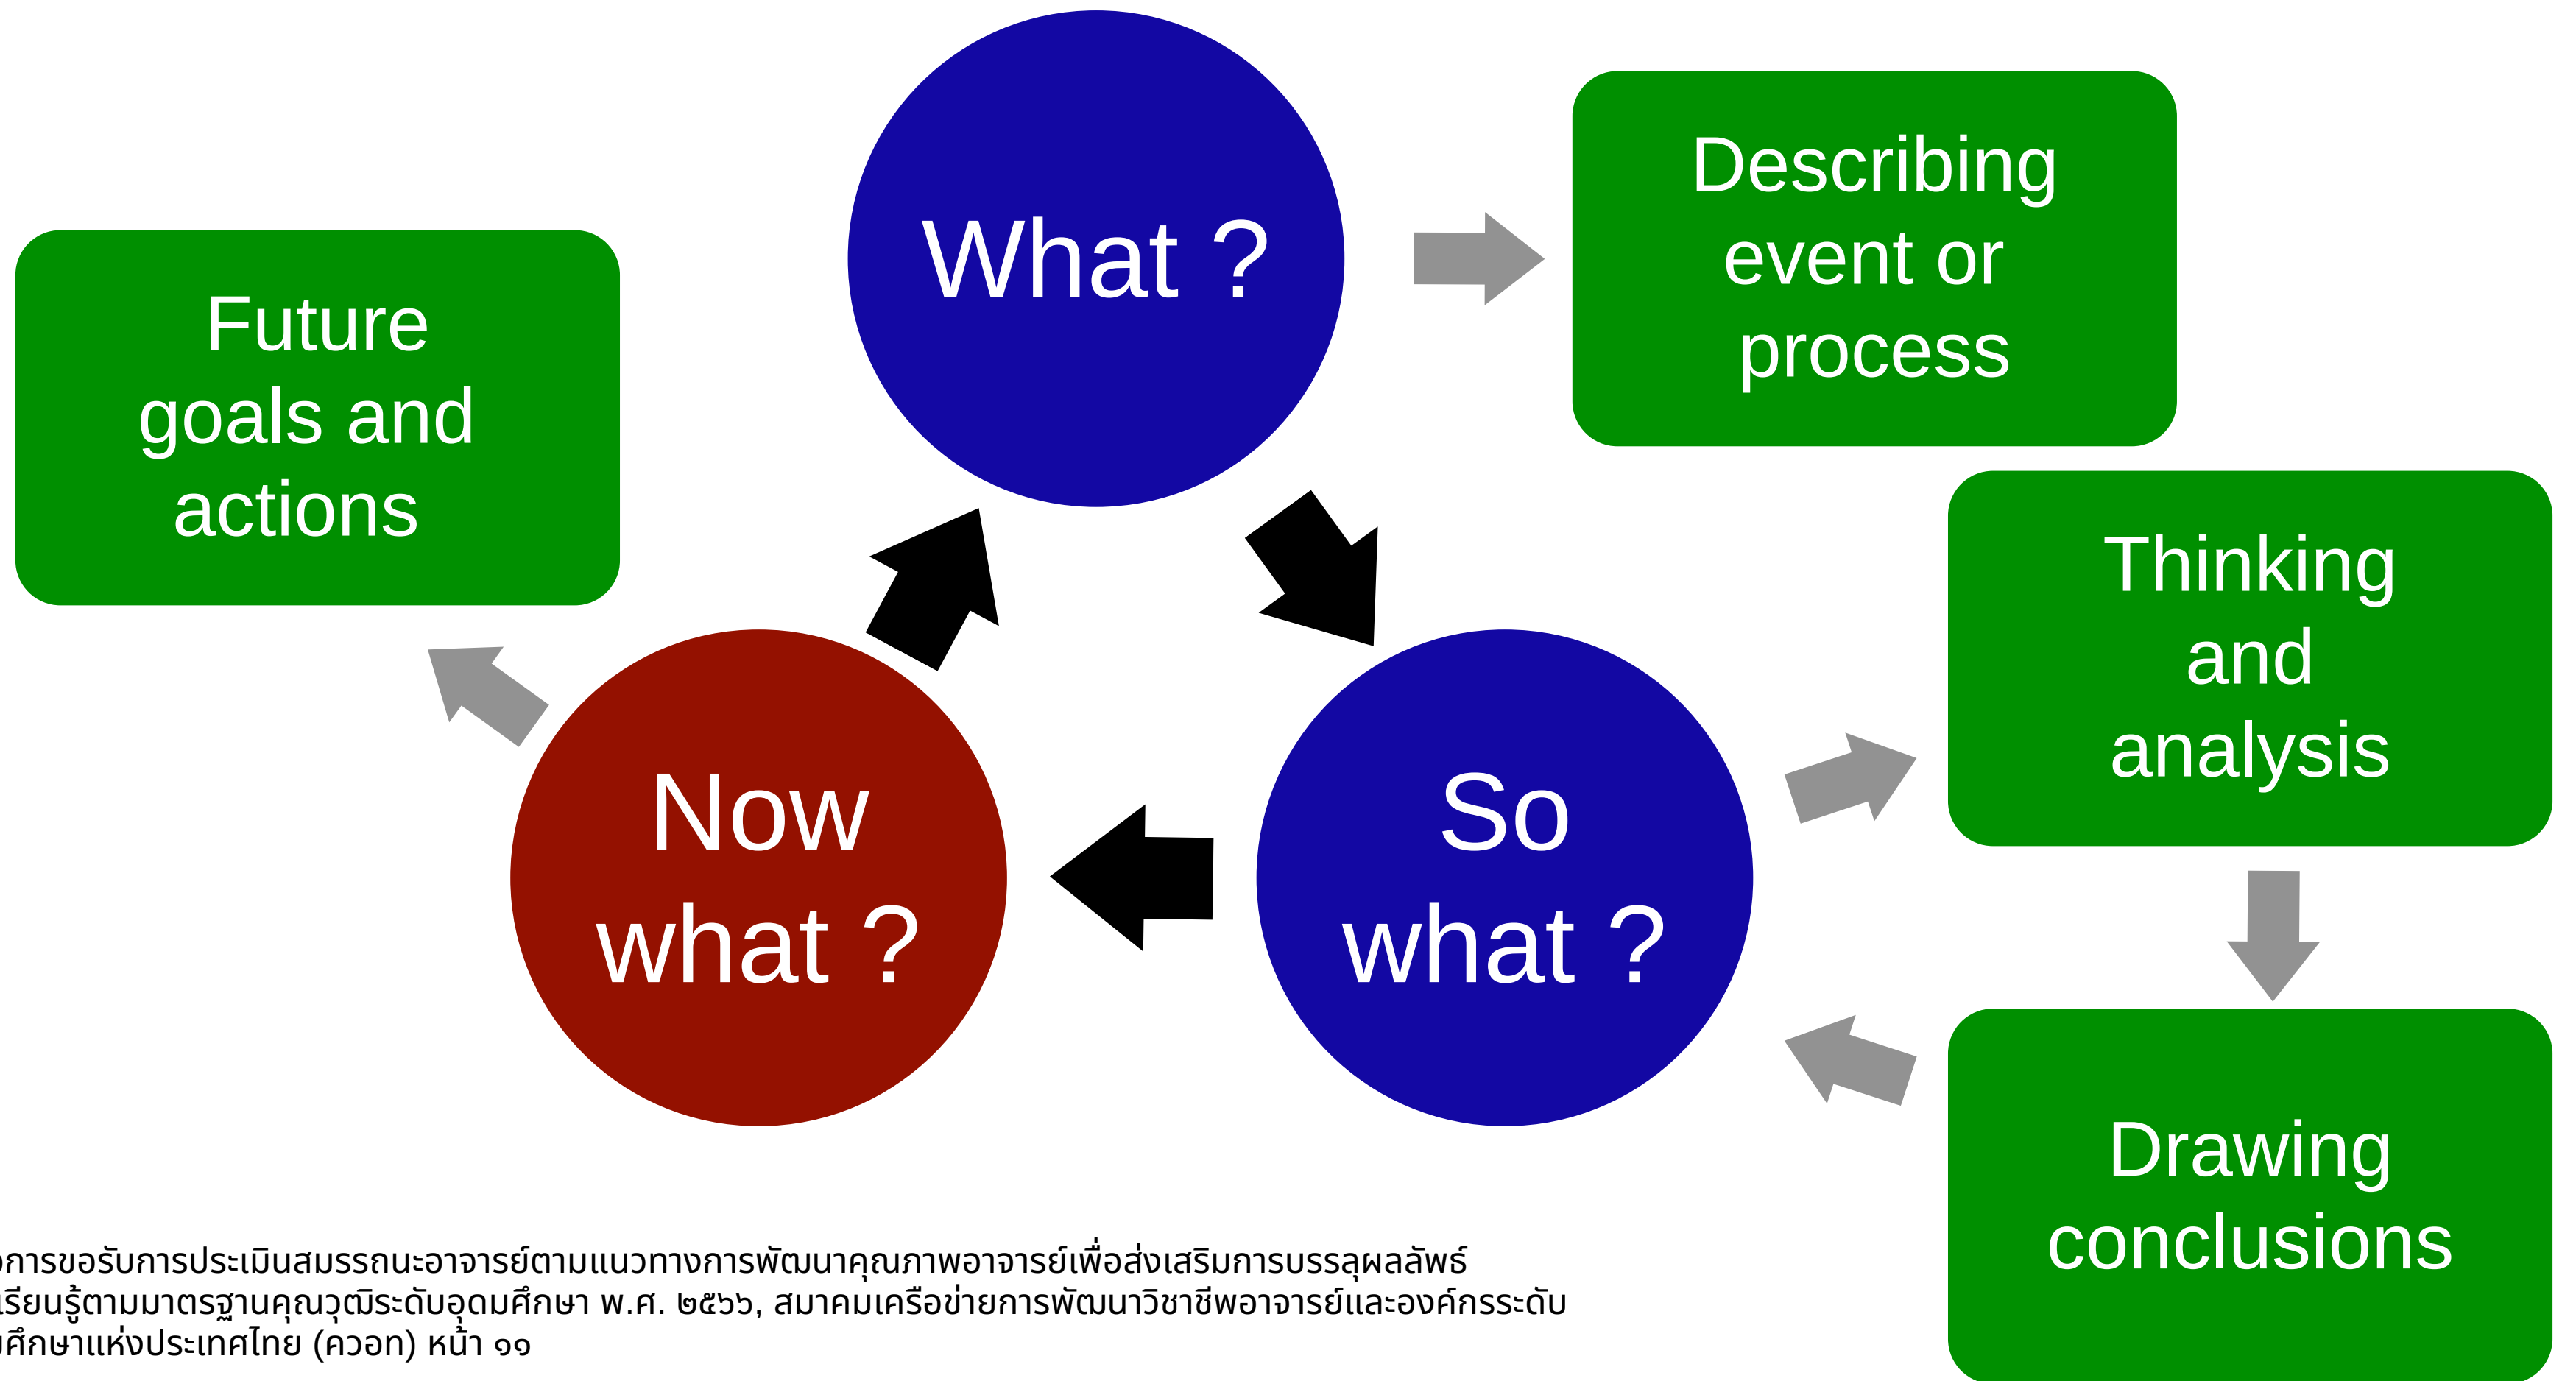 What ?
Describing
event or
process
Future
goals and
actions
Thinking
and
analysis
Now
what ?
So
what ?
Drawing
conclusions
การขอรับการประเมินสมรรถนะอาจารย์ตามแนวทางการพัฒนาคุณภาพอาจารย์เพื่อส่งเสริมการบรรลุผลลัพธ์
เรียนรู้ตามมาตรฐานคุณวุฒิระดับอุดมศึกษา พ.ศ. ๒๕๖๖, สมาคมเครือข่ายการพัฒนาวิชาชีพอาจารย์และองค์กรระดับ
ศึกษาแห่งประเทศไทย (ควอท) หน้า ๑๑